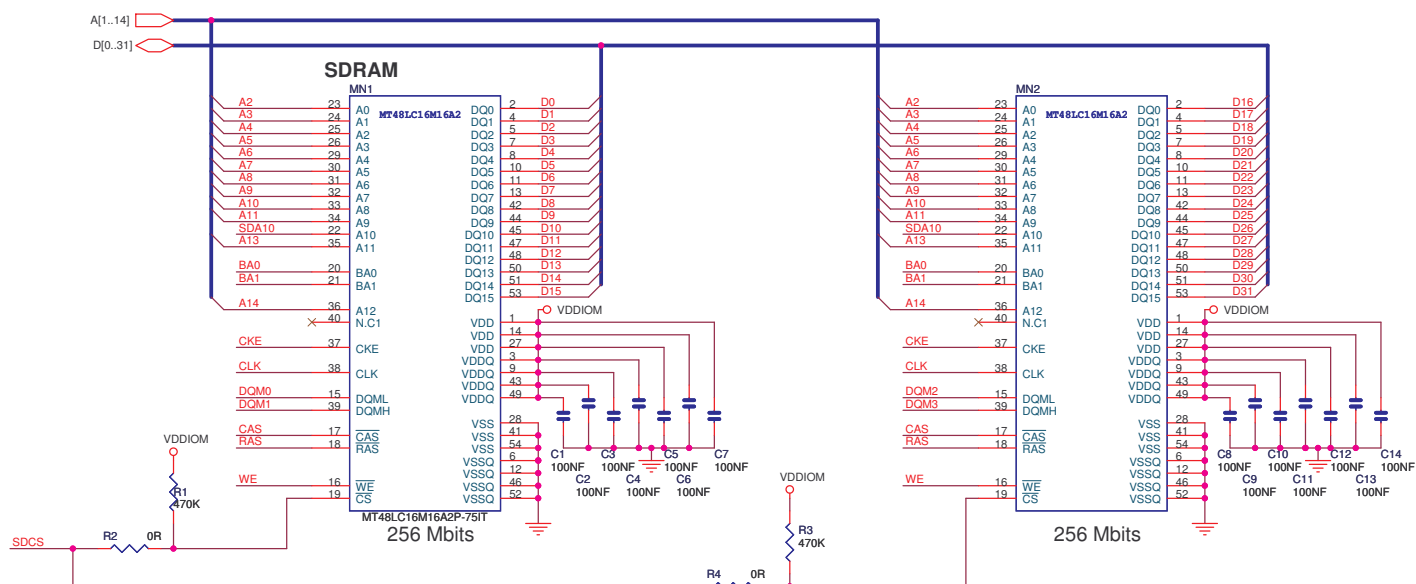 A[1..14]
D[0..31]
SDRAM
MN1
MT48LC16M16A2
A2 23 A0 DQ0 2 D0
A3 24 A1 DQ1 4 D1
A4 25 A2 DQ2 5 D2
A5 26 A3 DQ3 7 D3
A6 29 A4 DQ4 8 D4
A7 30 A5 DQ5 10 D5
A8 31 A6 DQ6 11 D6
A9 32 A7 DQ7 13 D7
A10 33 A8 DQ8 42 D8
A11 34 A9 DQ9 44 D9
SDA10 22 A10 DQ10 45 D10
A13 35 A11 DQ11 47 D11
DQ12 48 D12
BA0 20 BA0 DQ13 50 D13
BA1 21 BA1 DQ14 51 D14
DQ15 53 D15
A14 36 A12
VDDIOM
40 N.C1 VDD 1
VDD 14
CKE 37 CKE VDD 27
VDDQ 3
CLK 38 CLK VDDQ 9
VDDQ 43
DQM0 15 DQML VDDQ 49
DQM1 39 DQMH
VSS 28
CAS 17 CAS VSS 41
RAS 18 RAS VSS 54
VSSQ 6
VSSQ 12
WE 16 WE VSSQ 46
19 CS VSSQ 52
MT48LC16M16A2P-75IT
256 Mbits
C1 C3 C5 C7
100NF 100NF 100NF 100NF
C2 C4 C6
100NF 100NF 100NF
VDDIOM
R1
470K
R2 0R
SDCS
VDDIOM
R3
470K
R4 0R
MN2
MT48LC16M16A2
A2 23 A0 DQ0 2 D16
A3 24 A1 DQ1 4 D17
A4 25 A2 DQ2 5 D18
A5 26 A3 DQ3 7 D19
A6 29 A4 DQ4 8 D20
A7 30 A5 DQ5 10 D21
A8 31 A6 DQ6 11 D22
A9 32 A7 DQ7 13 D23
A10 33 A8 DQ8 42 D24
A11 34 A9 DQ9 44 D25
SDA10 22 A10 DQ10 45 D26
A13 35 A11 DQ11 47 D27
DQ12 48 D28
BA0 20 BA0 DQ13 50 D29
BA1 21 BA1 DQ14 51 D30
DQ15 53 D31
A14 36 A12
VDDIOM
40 N.C1 VDD 1
VDD 14
CKE 37 CKE VDD 27
VDDQ 3
CLK 38 CLK VDDQ 9
VDDQ 43
DQM2 15 DQML VDDQ 49
DQM3 39 DQMH
VSS 28
CAS 17 CAS VSS 41
RAS 18 RAS VSS 54
VSSQ 6
VSSQ 12
WE 16 WE VSSQ 46
19 CS VSSQ 52
256 Mbits
C8 C10 C12 C14
100NF 100NF 100NF 100NF
C9 C11 C13
100NF 100NF 100NF